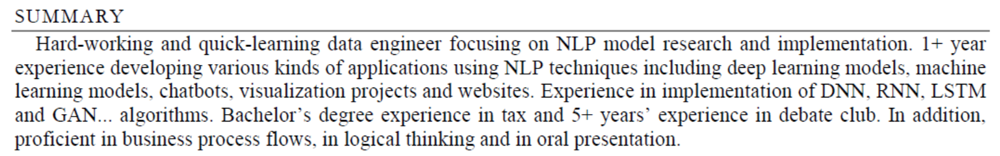 SUMMARY
Hard-working and quick-learning data engineer focusing on NLP model research and implementation. 1+ year
experience developing various kinds of applications using NLP techniques including deep learning models, machine
learning models, chatbots, visualization projects and websites. Experience in implementation of DNN, RNN, LSTM
and GAN... algorithms. Bachelor’s degree experience in tax and 5+ years’ experience in debate club. In addition,
proficient in business process flows, in logical thinking and in oral presentation.